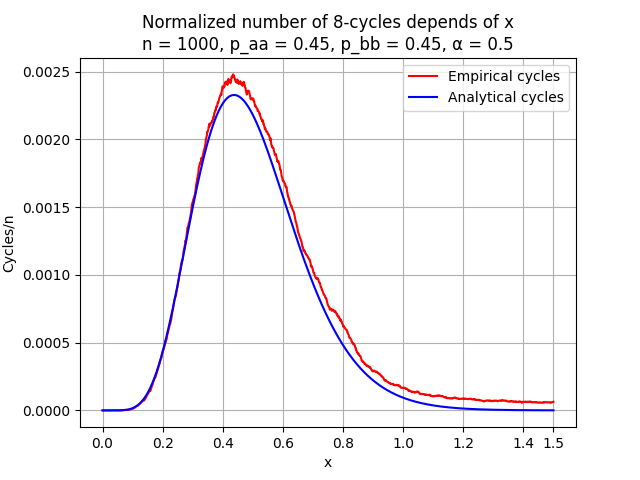 Normalized number of 8-cycles depends of x
n = 1000, p_aa = 0.45, p_bb = 0.45, α = 0.5
Empirical cycles
Analytical cycles
Cycles/n
0.0025
0.0020
0.0015
0.0010
0.0005
0.0000
0.0 0.2 0.4 0.6 0.8 1.0 1.2 1.4 1.5
x